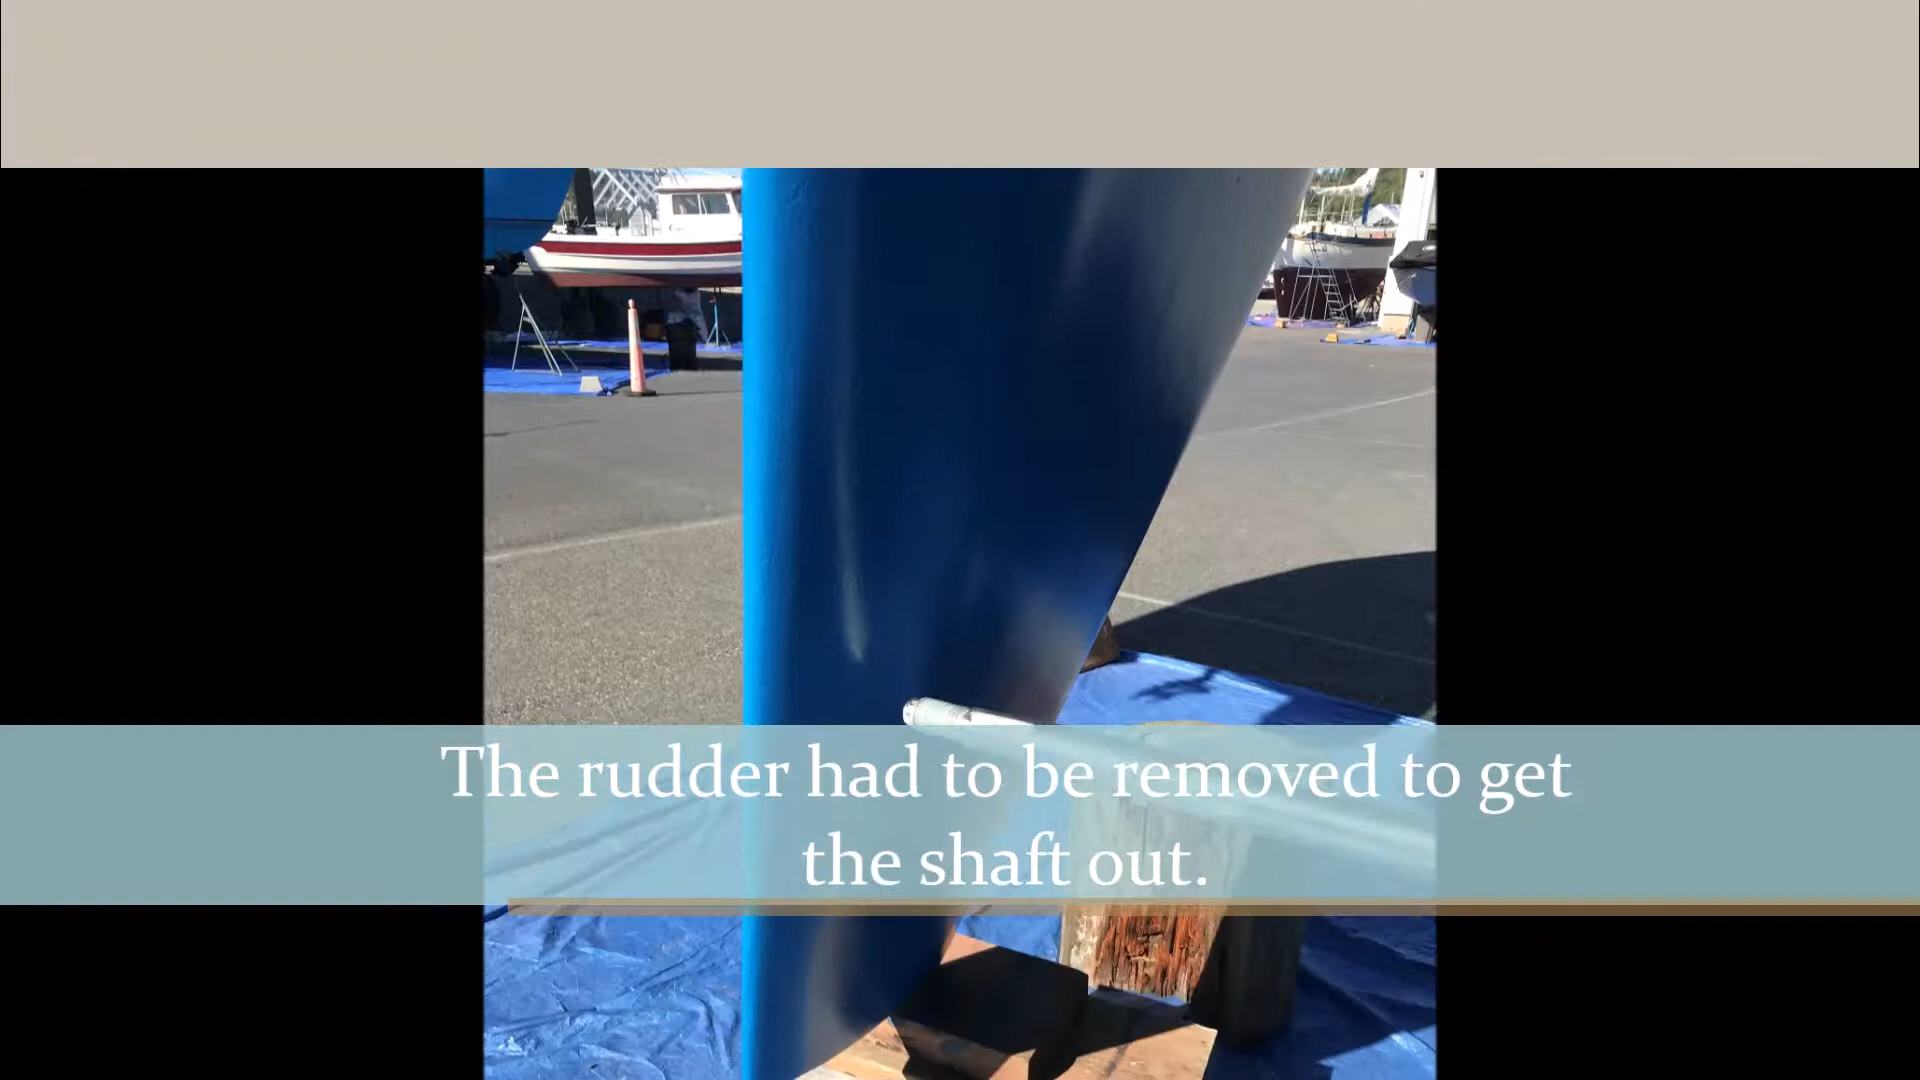 The rudder had to be removed to get
the shaft out.